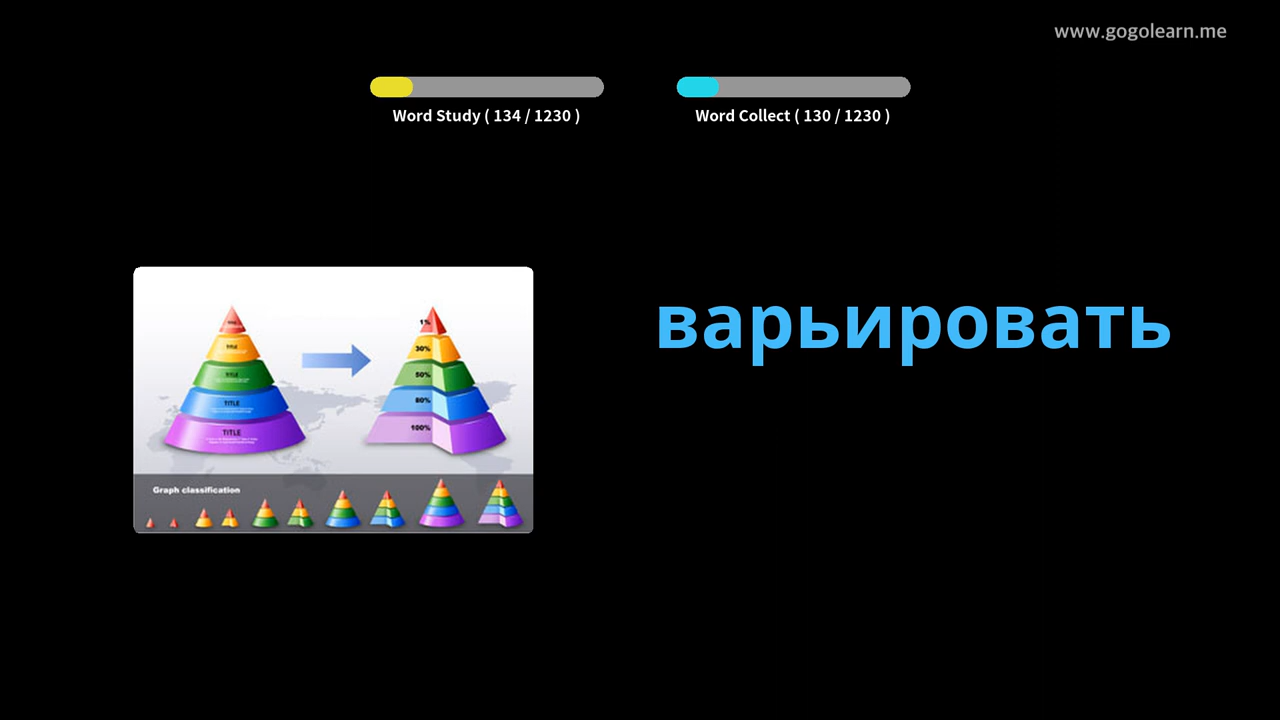 www.gogolearn.me
Word Study ( 134 / 1230 )
Word Collect ( 130 / 1230 )
варьировать
1%
TITLE
30%
TITLE
50%
TITLE
80%
TITLE
100%
Graph classification